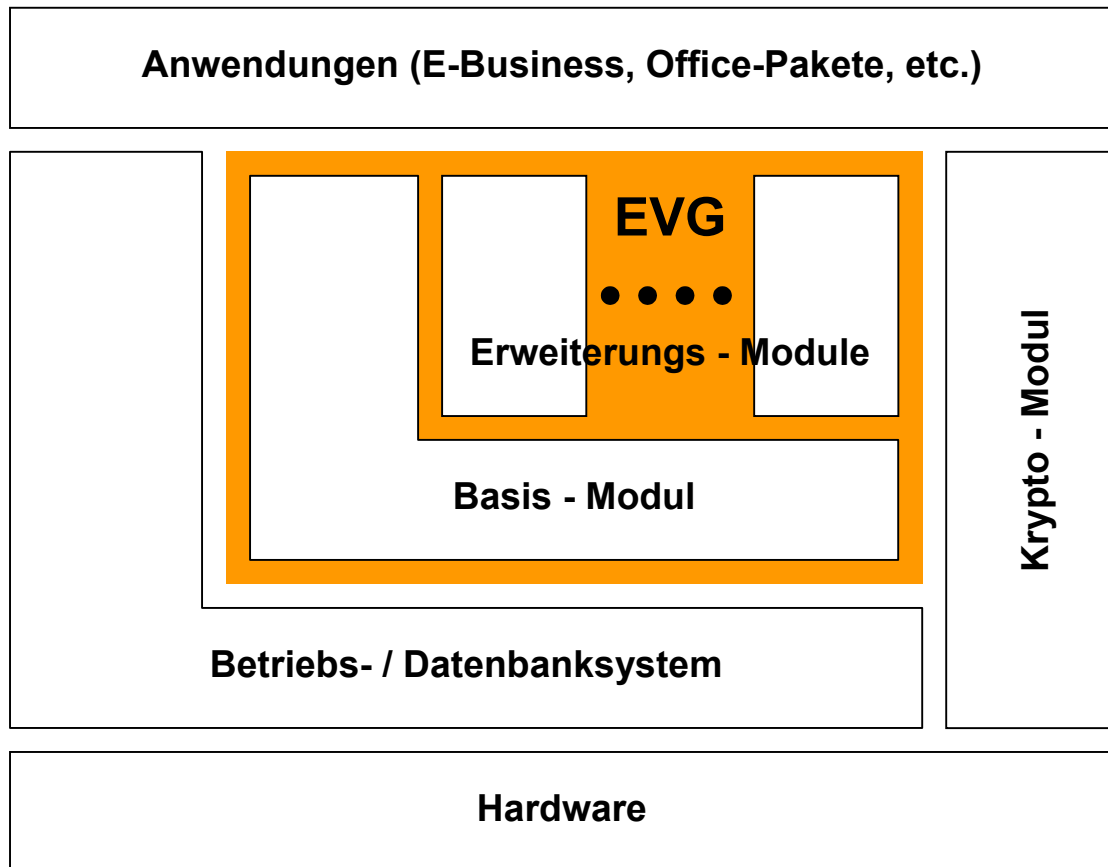 Anwendungen (E-Business, Office-Pakete, etc.)
EVG
Erweiterungs - Module
Basis - Modul
Krypto - Modul
Betriebs- / Datenbanksystem
Hardware